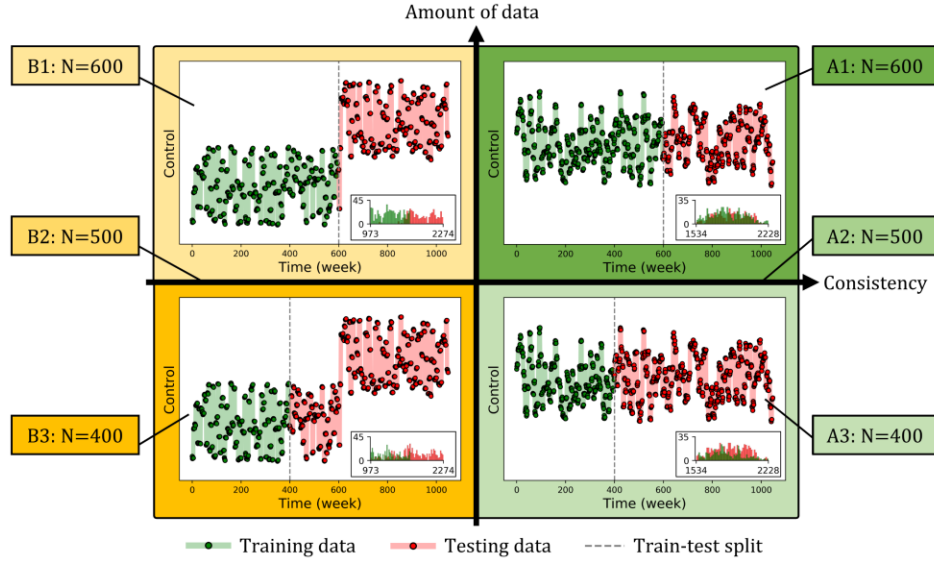 Amount of data
B1: N=600
A1: N=600
Control
45
0
973
2274
0
200
400
600
800
1000
Time (week)
Control
35
0
1534
2228
0
200
400
600
800
1000
Time (week)
B2: N=500
A2: N=500
Consistency
B3: N=400
A3: N=400
Control
45
0
973
2274
0
200
400
600
800
1000
Time (week)
Control
35
0
1534
2228
0
200
400
600
800
1000
Time (week)
Training data
Testing data
Train-test split